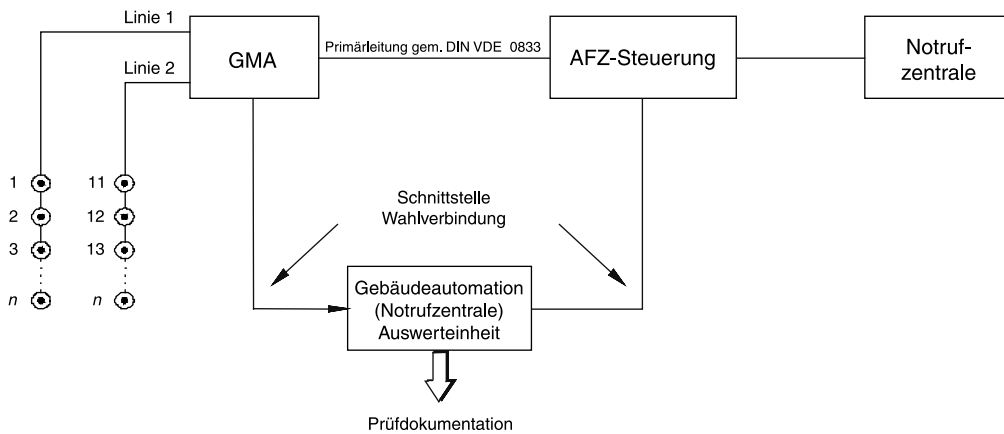 Linie 1
GMA
Primärleitung gem. DIN VDE 0833
AFZ-Steuerung
Notruf-
zentrale
Linie 2
1
11
2
12
3
13
n
n
Schnittstelle
Wahlverbindung
Gebäudeautomation
(Notrufzentrale)
Auswerteinheit
Prüfdokumentation